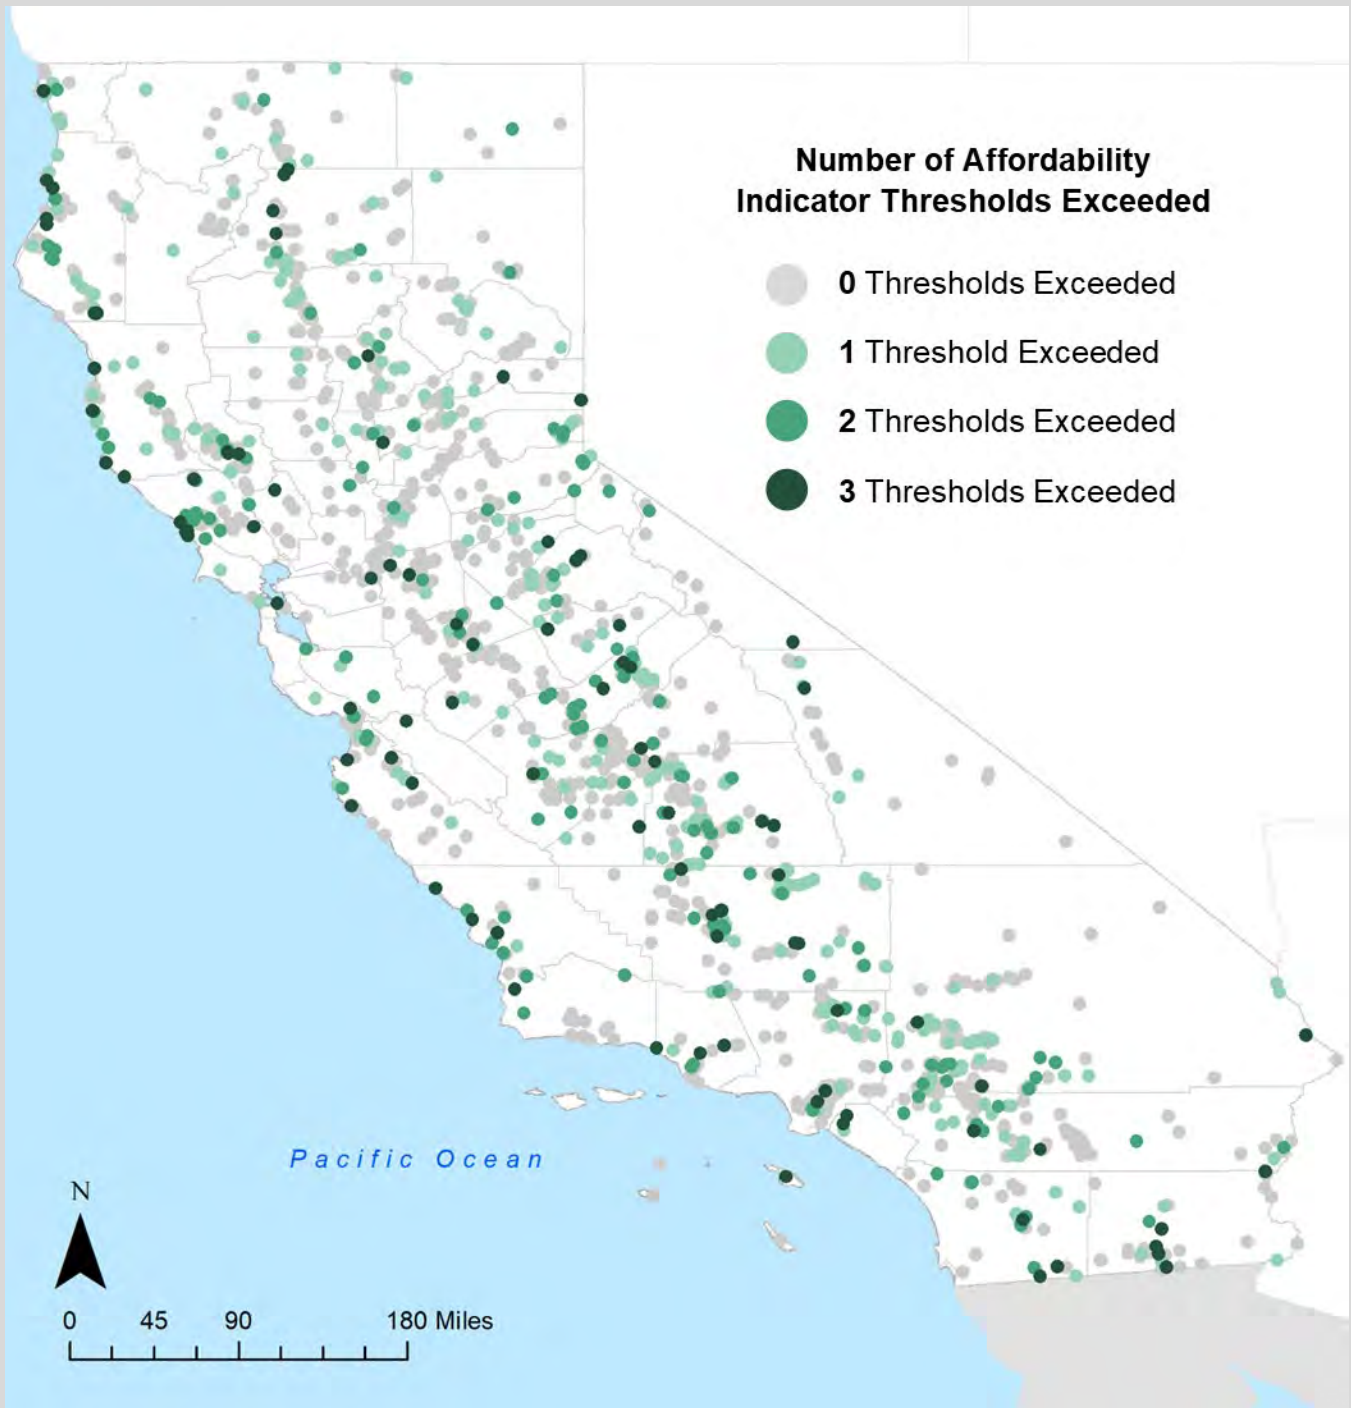 Number of Affordability
Indicator Thresholds Exceeded
0 Thresholds Exceeded
1 Threshold Exceeded
2 Thresholds Exceeded
3 Thresholds Exceeded
Pacific Ocean
N
0 45 90 180 Miles